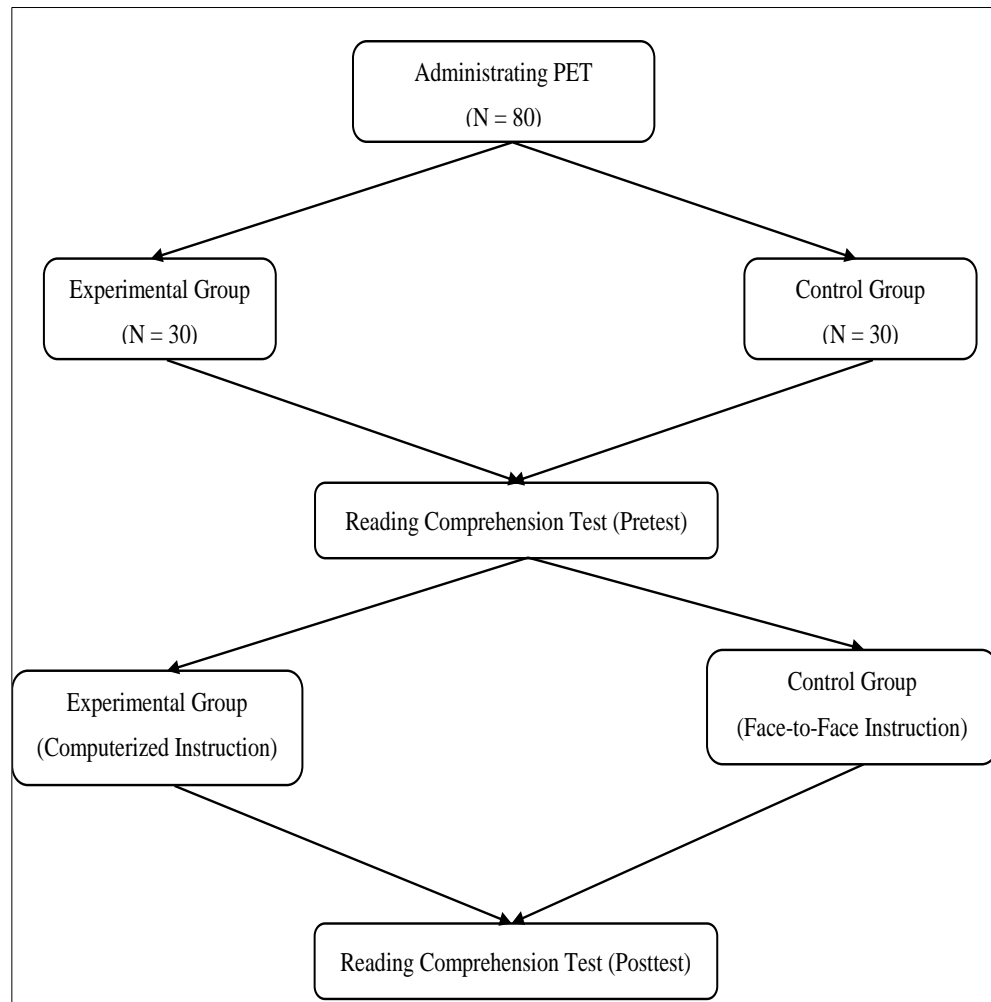 Administrating PET
(N = 80)
Experimental Group
(N = 30)
Control Group
(N = 30)
Reading Comprehension Test (Pretest)
Experimental Group
(Computerized Instruction)
Control Group
(Face-to-Face Instruction)
Reading Comprehension Test (Posttest)